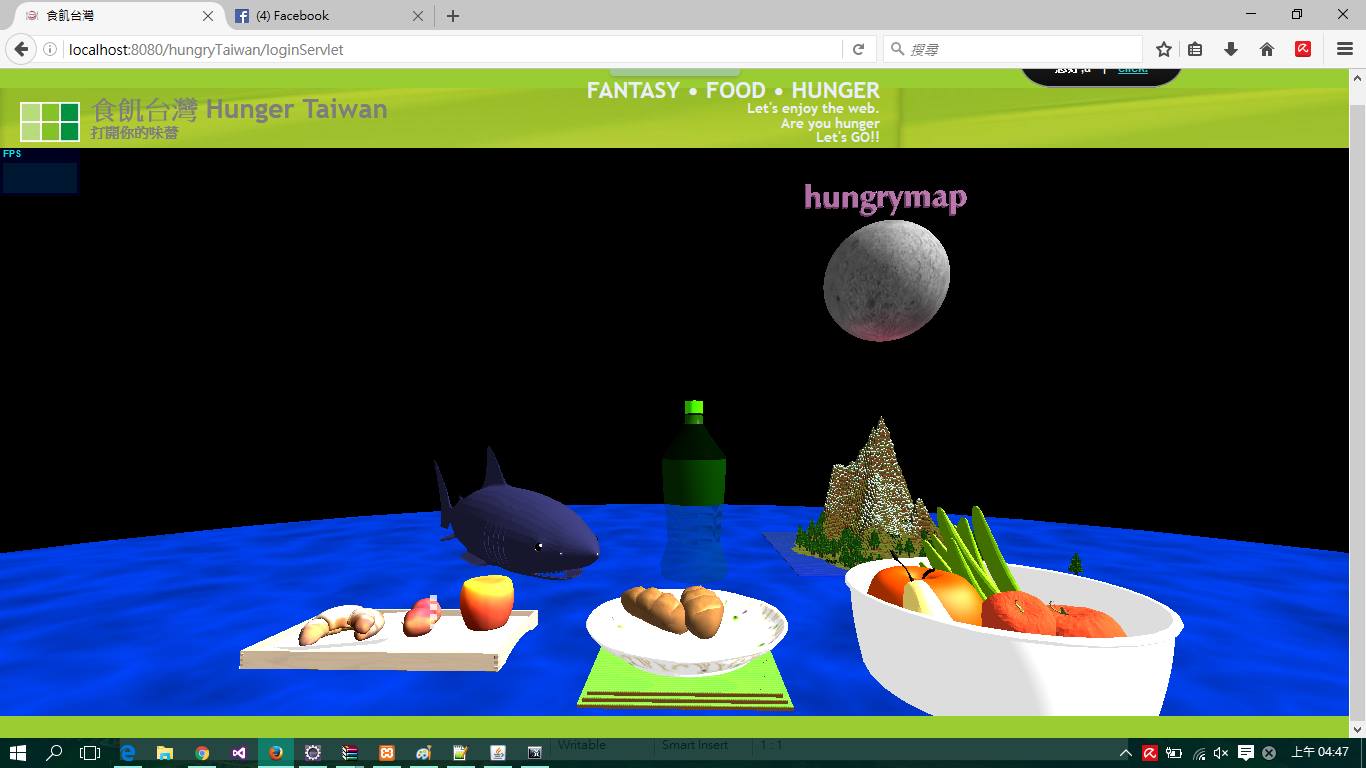 食飢台灣
(4) Facebook
localhost:8080/hungryTaiwan/loginServlet
搜尋
Click!
食飢台灣 Hunger Taiwan
打開你的味蕾
FANTASY • FOOD • HUNGER
Let's enjoy the web.
Are you hunger
Let's GO!!
FPS
hungrymap
Writable
Smart Insert
1 : 1
上午 04:47